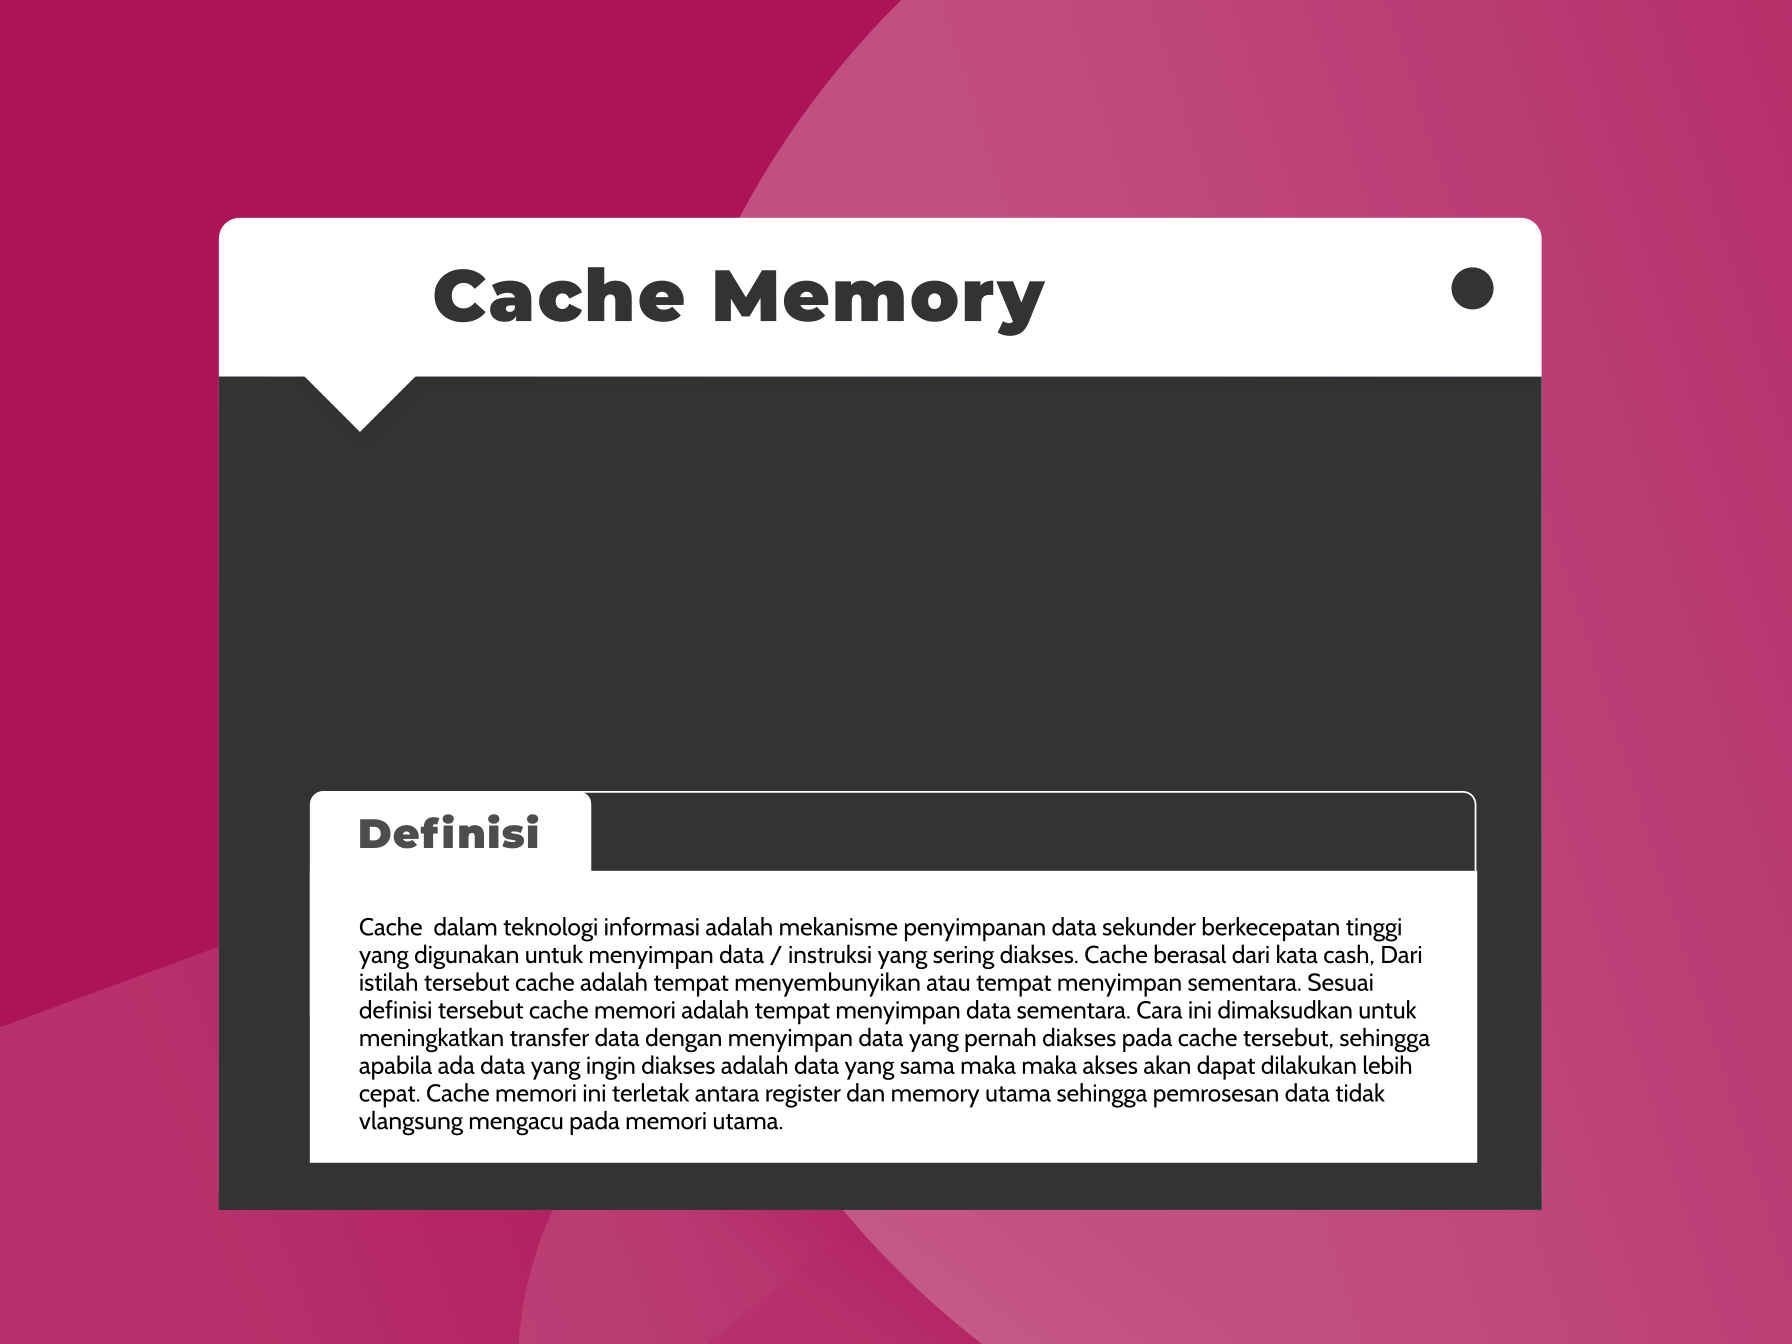 Cache Memory
Definisi
Cache  dalam teknologi informasi adalah mekanisme penyimpanan data sekunder berkecepatan tinggi
yang digunakan untuk menyimpan data / instruksi yang sering diakses. Cache berasal dari kata cash, Dari
istilah tersebut cache adalah tempat menyembunyikan atau tempat menyimpan sementara. Sesuai
definisi tersebut cache memori adalah tempat menyimpan data sementara. Cara ini dimaksudkan untuk
meningkatkan transfer data dengan menyimpan data yang pernah diakses pada cache tersebut, sehingga
apabila ada data yang ingin diakses adalah data yang sama maka maka akses akan dapat dilakukan lebih
cepat. Cache memori ini terletak antara register dan memory utama sehingga pemrosesan data tidak
vlangsung mengacu pada memori utama.